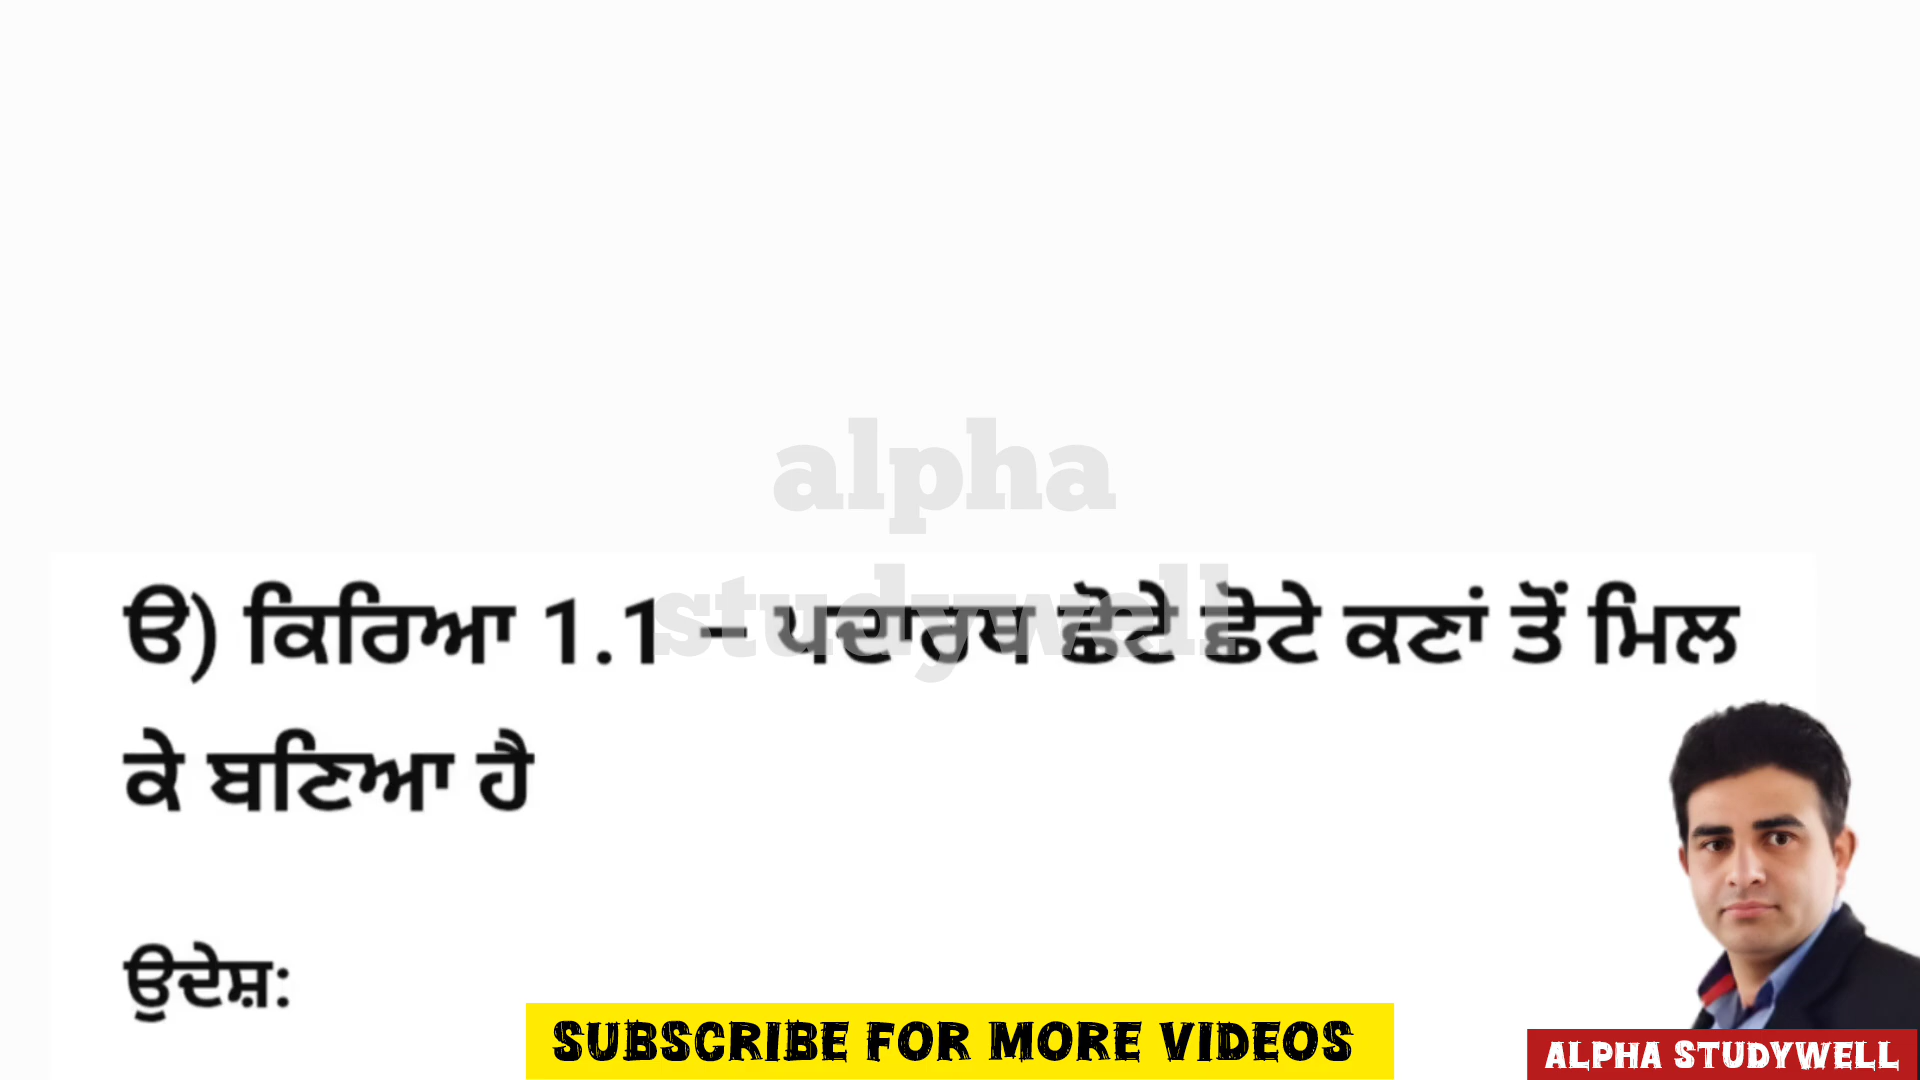 alpha
studywell
ੳ) ਕਿਰਿਆ 1.1 – ਪਦਾਰਥ ਛੋਟੇ ਛੋਟੇ ਕਣਾਂ ਤੋਂ ਮਿਲ
ਕੇ ਬਣਿਆ ਹੈ
ਉਦੇਸ਼:
SUBSCRIBE FOR MORE VIDEOS
ALPHA STUDYWELL